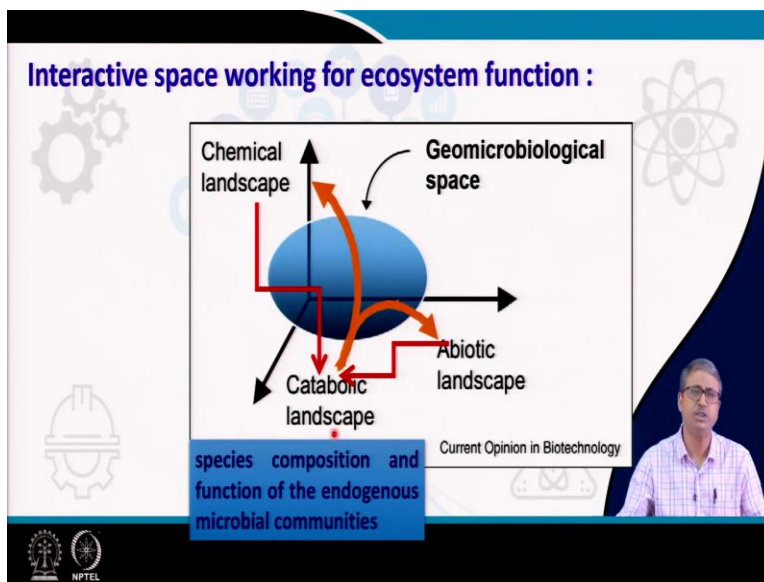 Interactive space working for ecosystem function :
Chemical
landscape
Geomicrobiological
space
Abiotic
landscape
Catabolic
landscape
Current Opinion in Biotechnology
species composition and
function of the endogenous
microbial communities
NPTEL